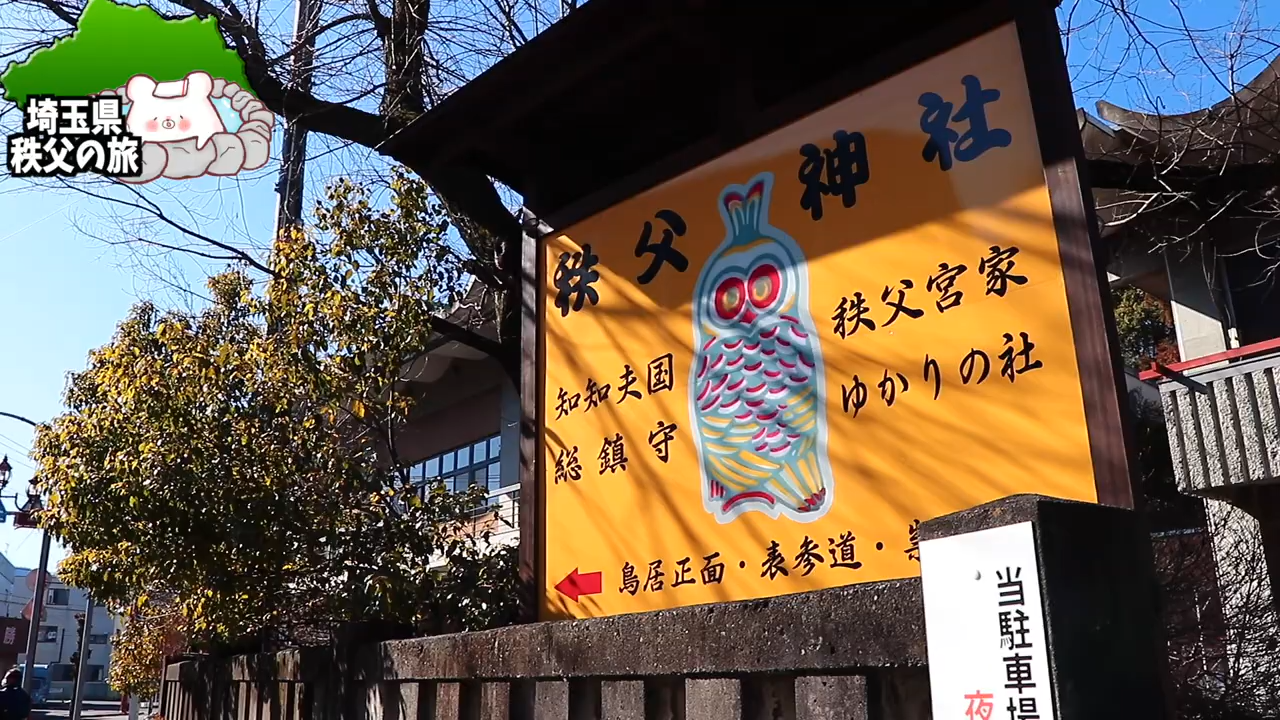 埼玉県
秩父の旅
秩父神社
秩父宮家
ゆかりの社
知知夫国
総鎮守
鳥居正面・表参道・
当駐車場
夜
勝